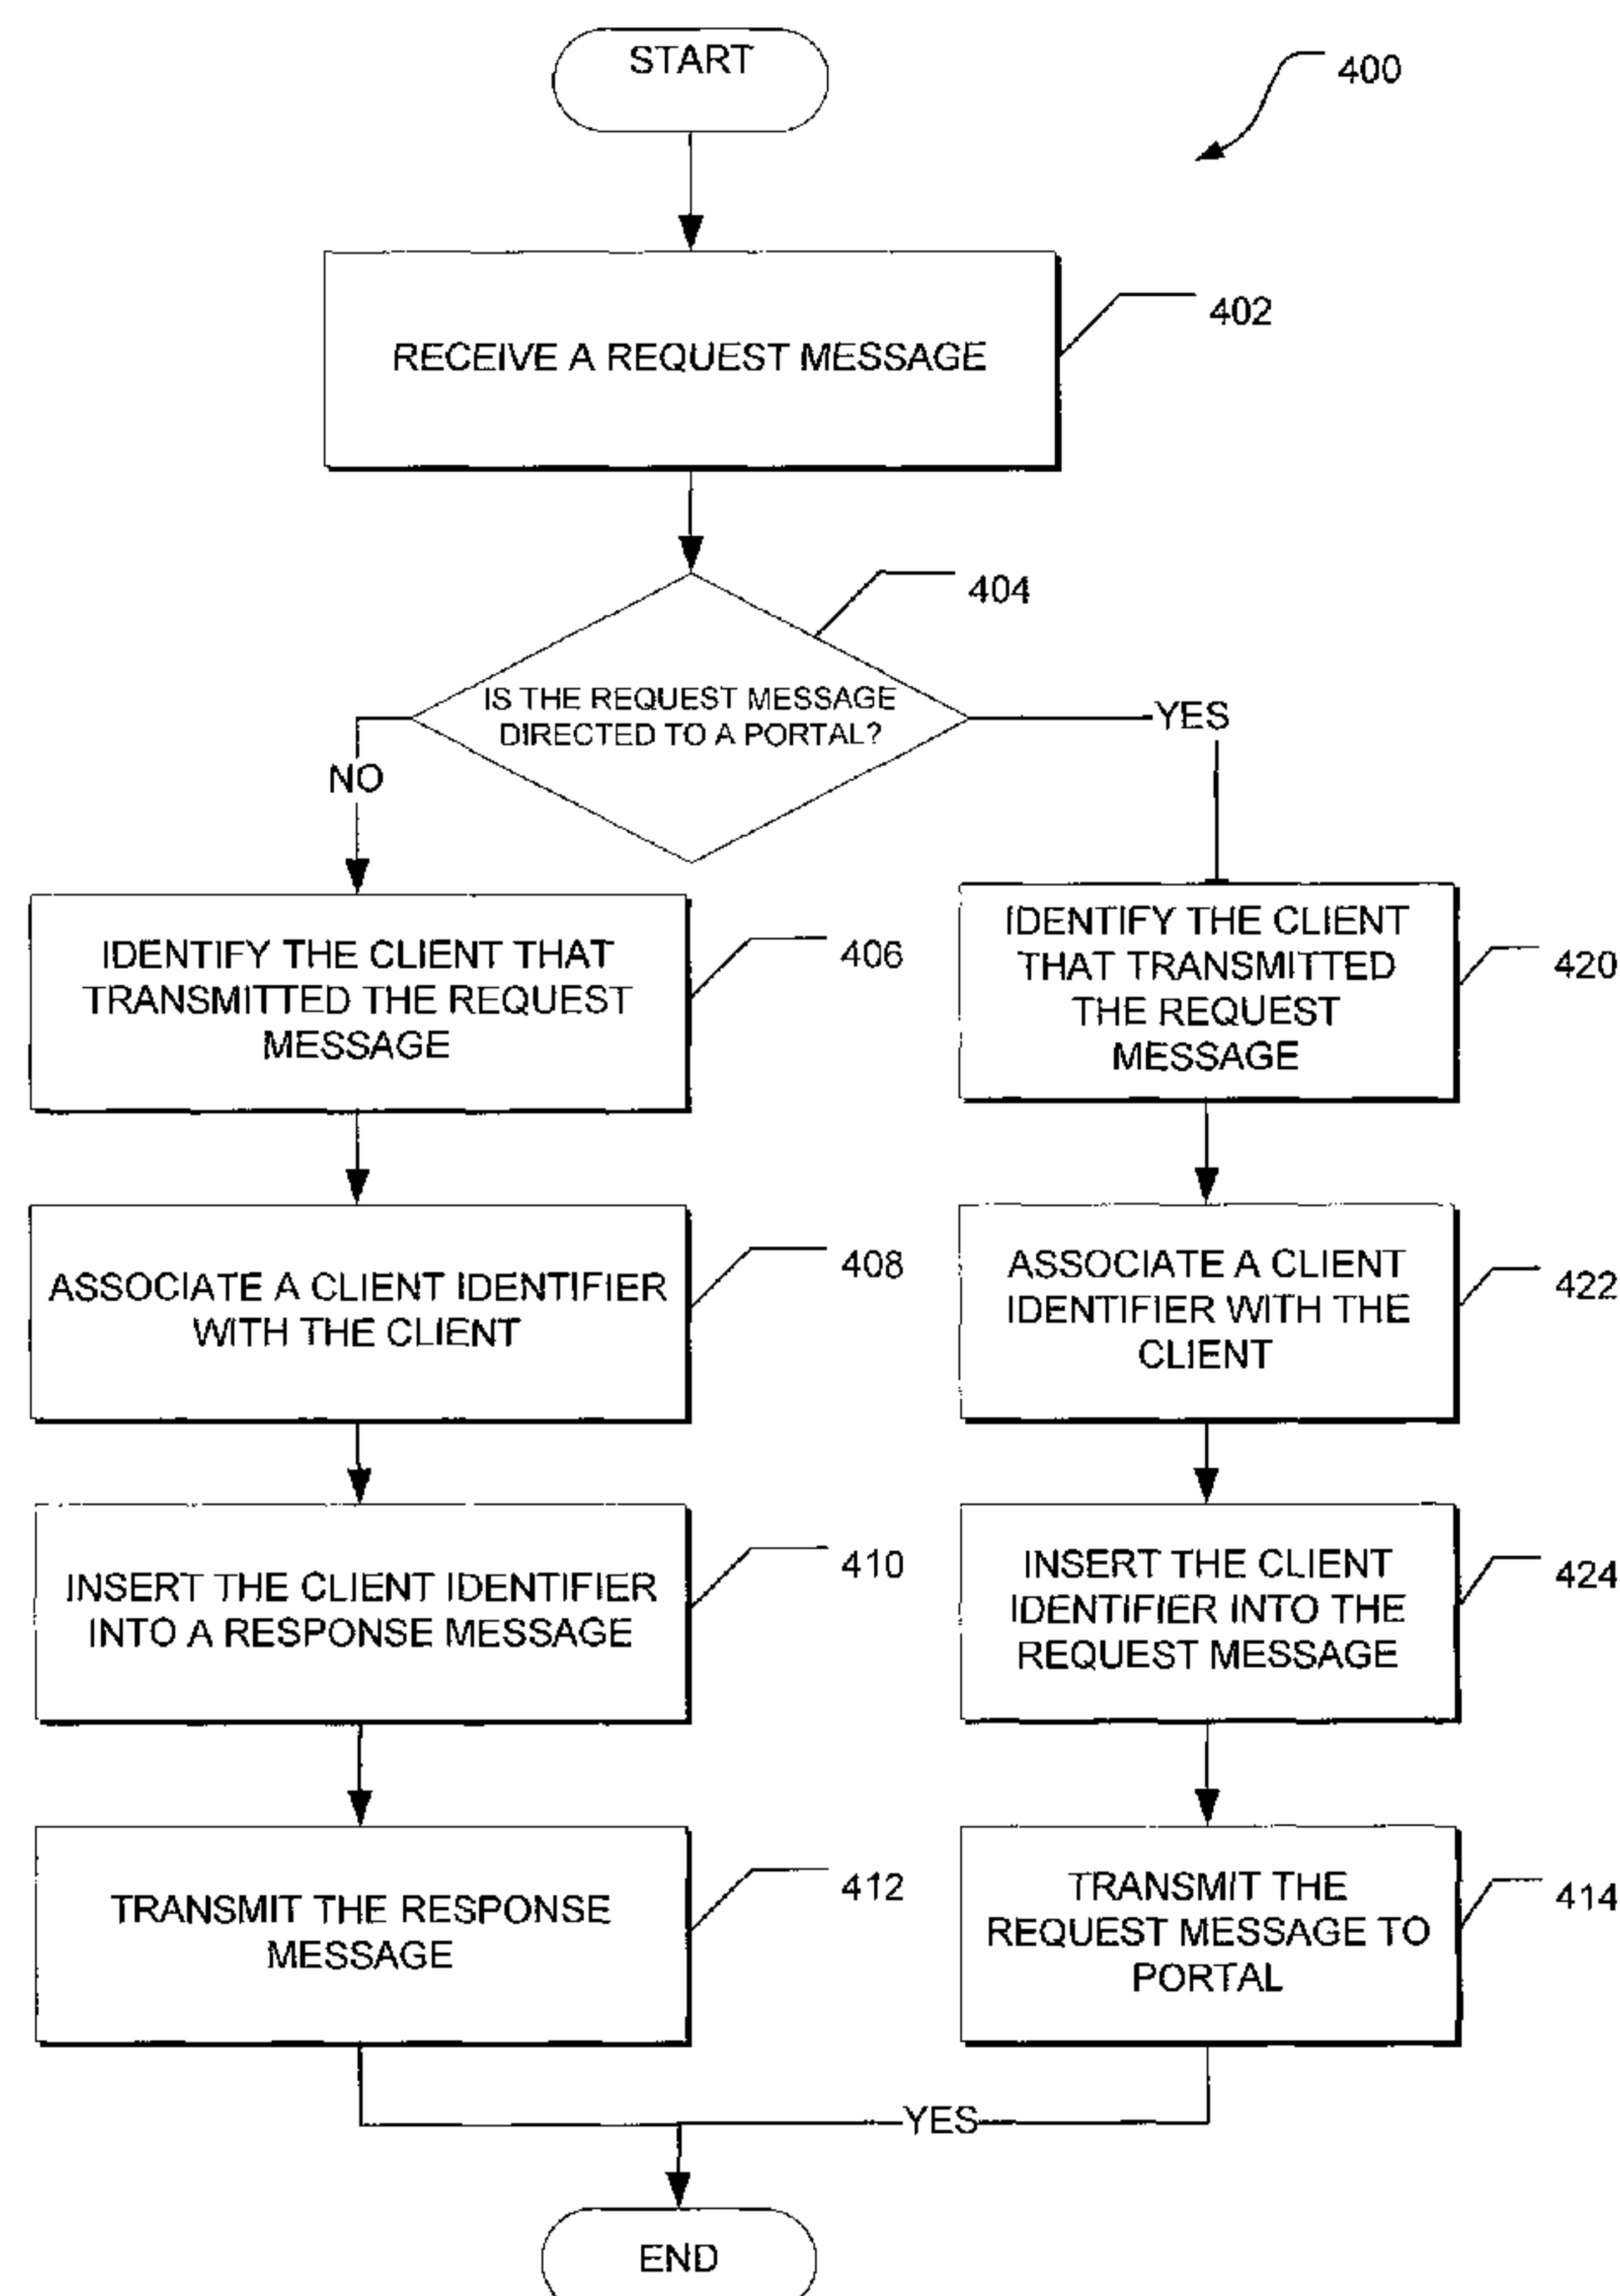 START
400
RECEIVE A REQUEST MESSAGE
402
404
IS THE REQUEST MESSAGE
DIRECTED TO A PORTAL?
YES
NO
IDENTIFY THE CLIENT THAT
TRANSMITTED THE REQUEST
MESSAGE
406
IDENTIFY THE CLIENT
THAT TRANSMITTED
THE REQUEST
MESSAGE
420
ASSOCIATE A CLIENT IDENTIFIER
WITH THE CLIENT
408
ASSOCIATE A CLIENT
IDENTIFIER WITH THE
CLIENT
422
INSERT THE CLIENT IDENTIFIER
INTO A RESPONSE MESSAGE
410
INSERT THE CLIENT
IDENTIFIER INTO THE
REQUEST MESSAGE
424
TRANSMIT THE RESPONSE
MESSAGE
412
TRANSMIT THE
REQUEST MESSAGE TO
PORTAL
414
YES
END